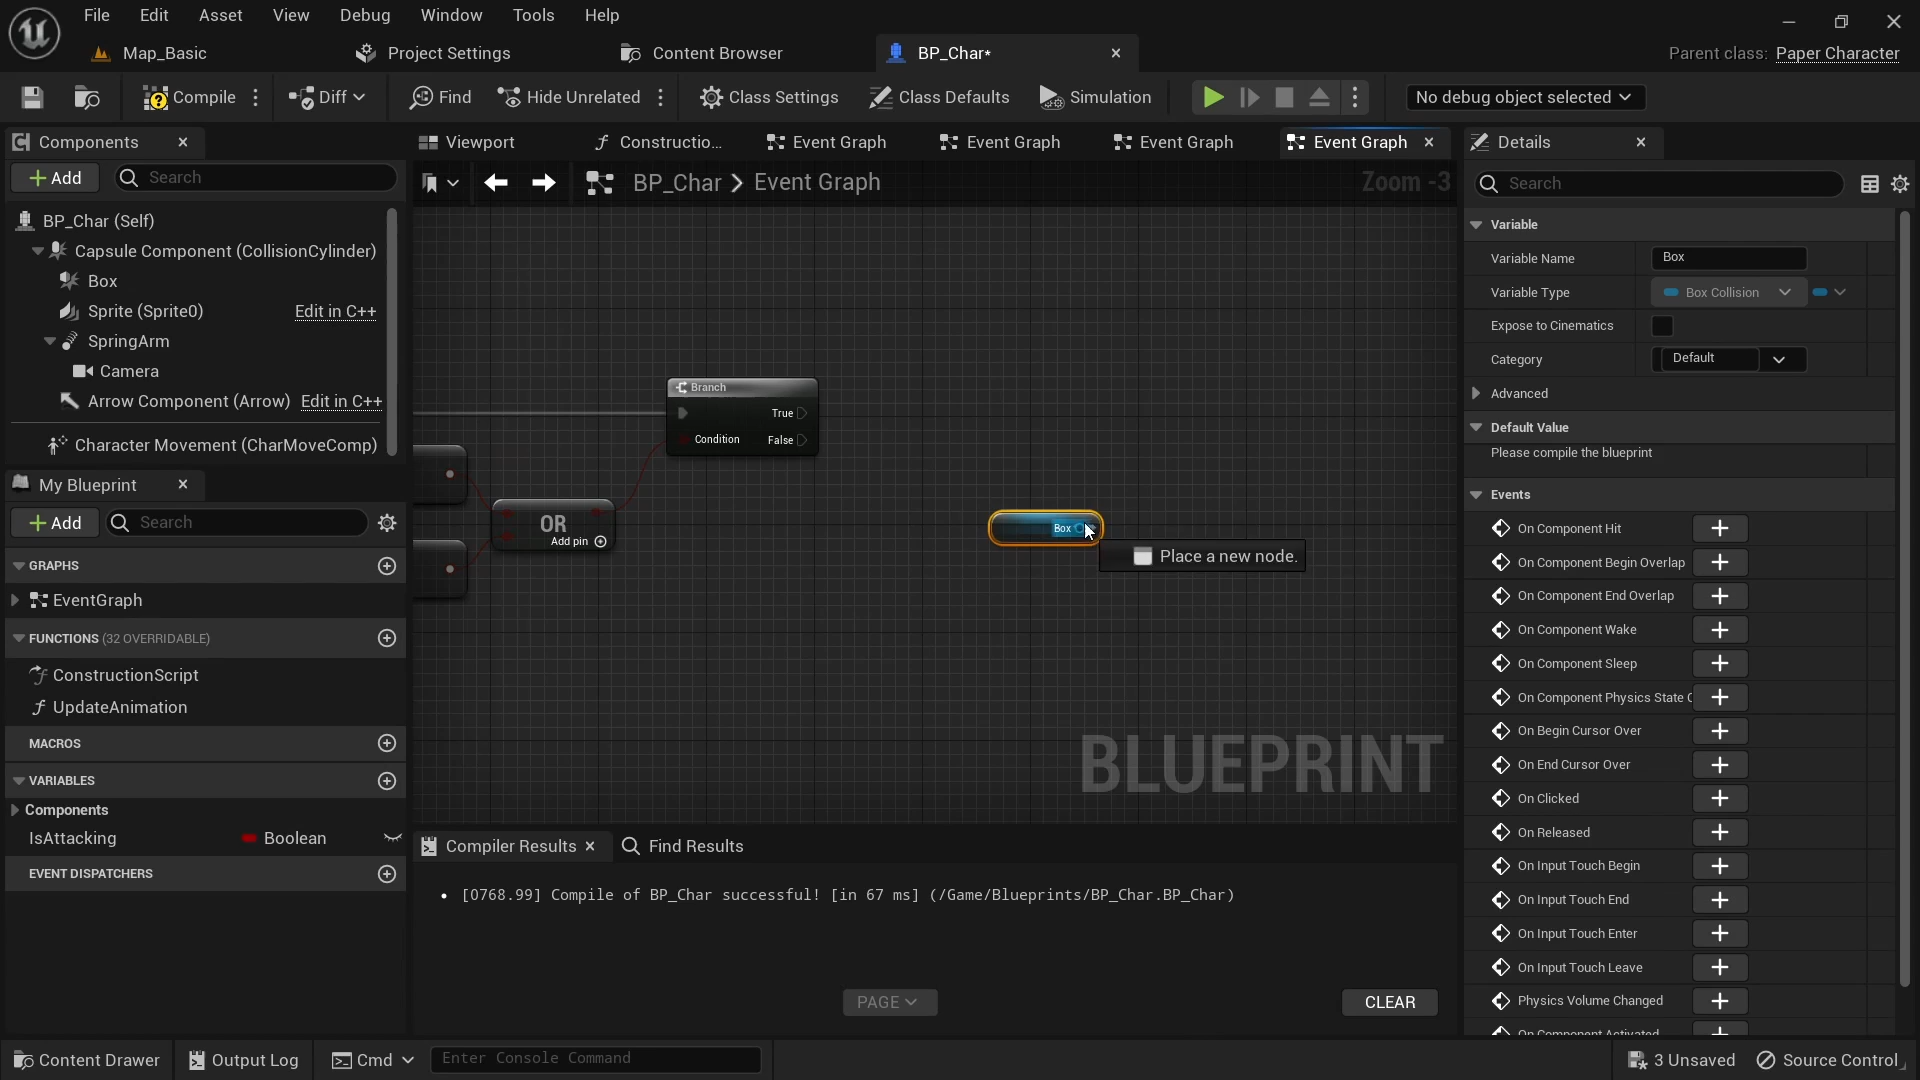 File Edit Asset View Debug Window Tools Help
Map_Basic Project Settings Content Browser BP_Char* Parent class: Paper Character
Compile Diff Find Hide Unrelated Class Settings Class Defaults Simulation No debug object selected
Components Viewport Constructio... Event Graph Event Graph Event Graph Event Graph Details
Add Search BP_Char Event Graph Zoom -3 Search
BP_Char (Self)
Capsule Component (CollisionCylinder)
Box
Sprite (Sprite0) Edit in C++
SpringArm
Camera
Arrow Component (Arrow) Edit in C++
Character Movement (CharMoveComp)
My Blueprint
Add Search
GRAPHS
EventGraph
FUNCTIONS (32 OVERRIDABLE)
ConstructionScript
UpdateAnimation
MACROS
VARIABLES
Components
IsAttacking Boolean
EVENT DISPATCHERS
Branch
True
Condition False
OR
Add pin
Box
Place a new node.
BLUEPRINT
Compiler Results Find Results
[0768.99] Compile of BP_Char successful! [in 67 ms] (/Game/Blueprints/BP_Char.BP_Char)
PAGE CLEAR
Variable
Variable Name Box
Variable Type Box Collision
Expose to Cinematics
Category Default
Advanced
Default Value
Please compile the blueprint
Events
On Component Hit
On Component Begin Overlap
On Component End Overlap
On Component Wake
On Component Sleep
On Component Physics State C
On Begin Cursor Over
On End Cursor Over
On Clicked
On Released
On Input Touch Begin
On Input Touch End
On Input Touch Enter
On Input Touch Leave
Physics Volume Changed
On Component Activated
Content Drawer Output Log Cmd Enter Console Command 3 Unsaved Source Control